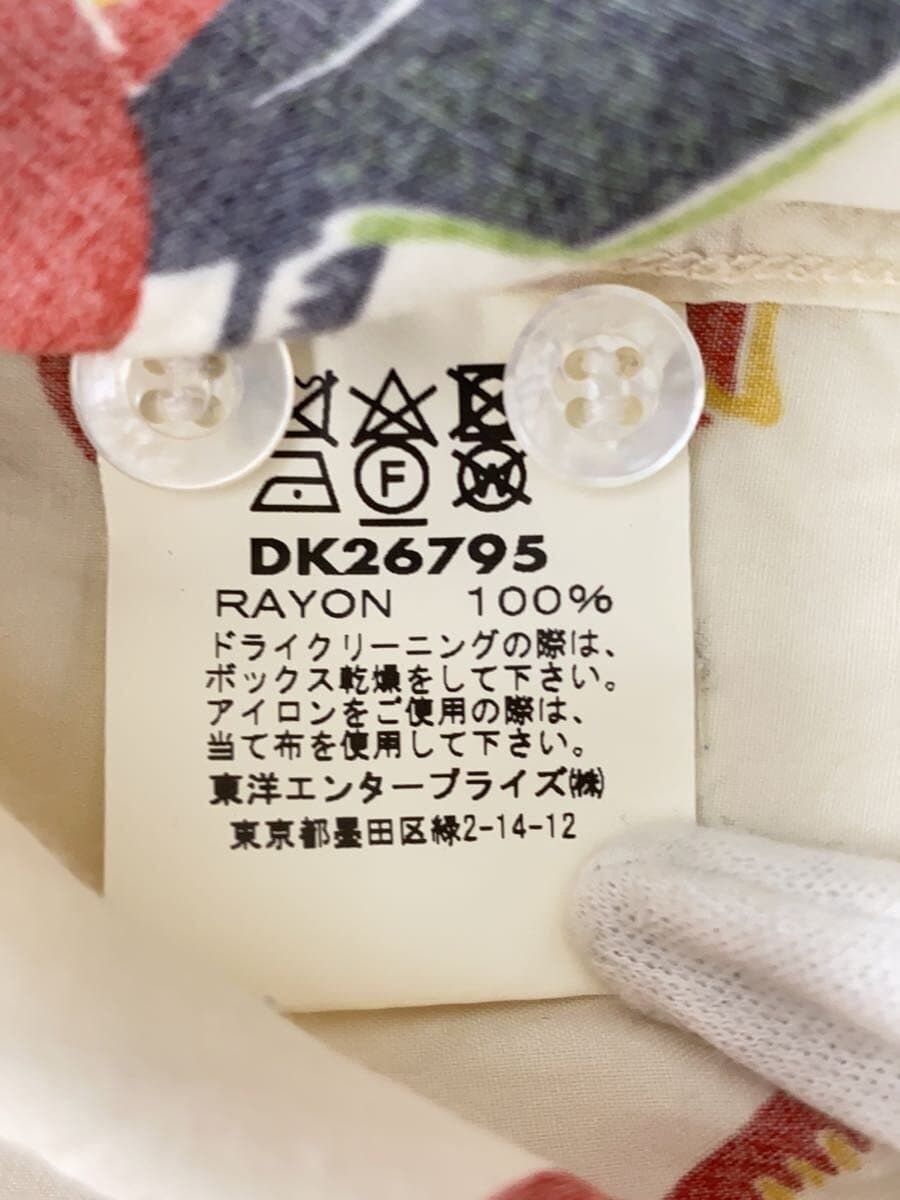 F W
DK26795
RAYON 100%
ドライクリーニングの際は、
ボックス乾燥をして下さい。
アイロンをご使用の際は、
当て布を使用して下さい。
東洋エンタープライズ㈱
東京都墨田区緑2-14-12